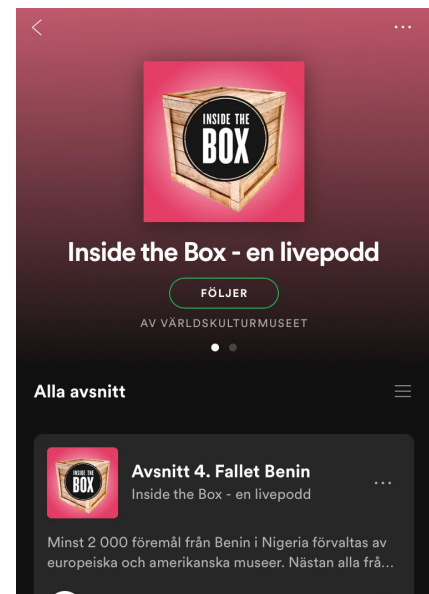 INSIDE THE
BOX
Inside the Box - en livepodd
FÖLJER
AV VÄRLDSKULTURMUSEET
Alla avsnitt
INSIDE THE
BOX
Avsnitt 4. Fallet Benin
Inside the Box - en livepodd
Minst 2 000 föremål från Benin i Nigeria förvaltas av
europeiska och amerikanska museer. Nästan alla frå...